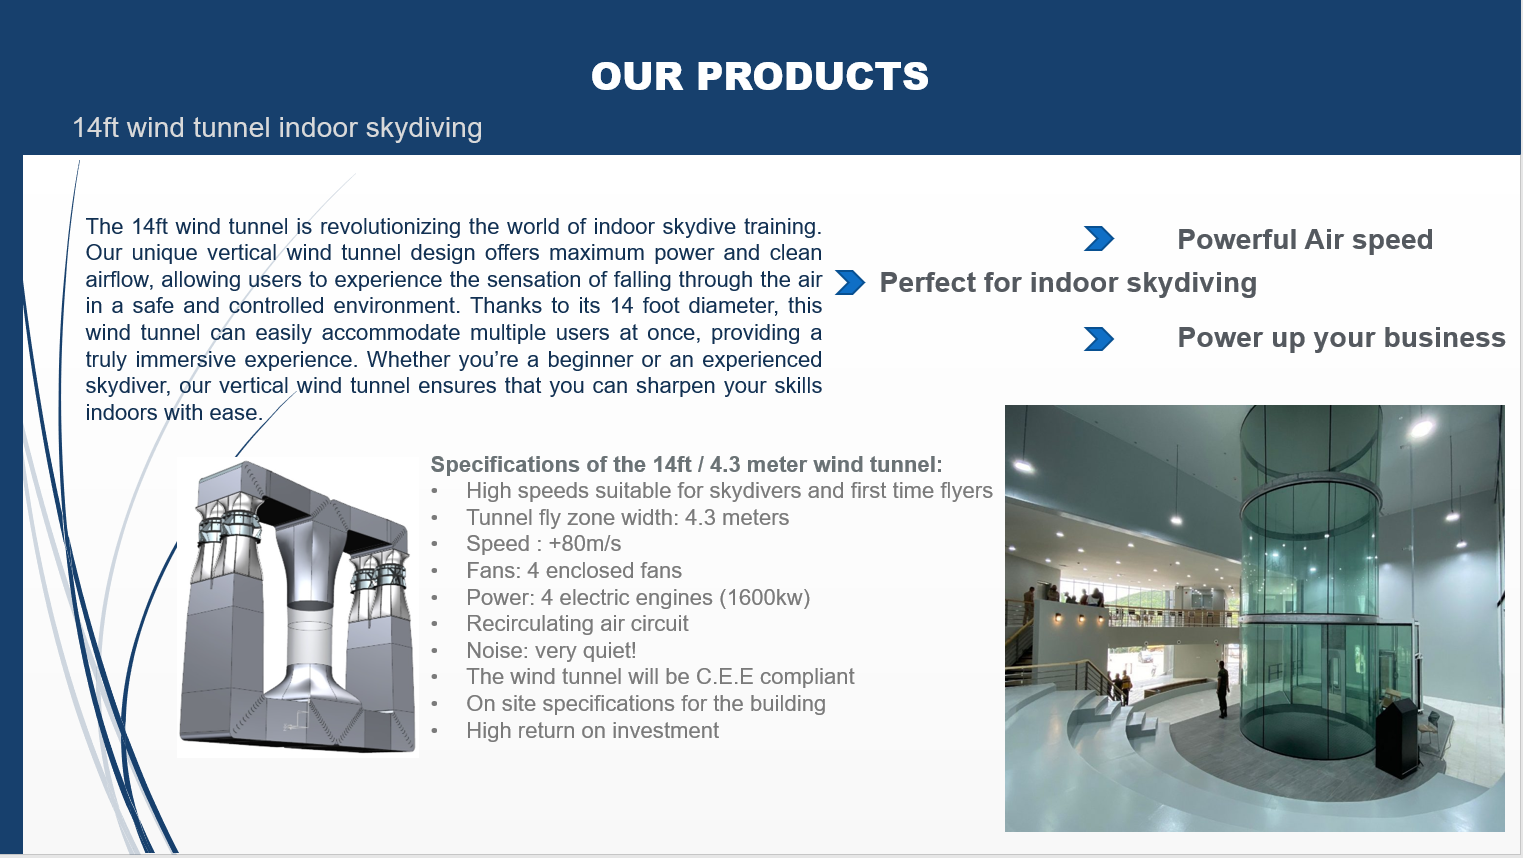 OUR PRODUCTS
14ft wind tunnel indoor skydiving
The 14ft wind tunnel is revolutionizing the world of indoor skydive training.
Our unique vertical wind tunnel design offers maximum power and clean
airflow, allowing users to experience the sensation of falling through the air
in a safe and controlled environment. Thanks to its 14 foot diameter, this
wind tunnel can easily accommodate multiple users at once, providing a
truly immersive experience. Whether you’re a beginner or an experienced
skydiver, our vertical wind tunnel ensures that you can sharpen your skills
indoors with ease.
Powerful Air speed
Perfect for indoor skydiving
Power up your business
Specifications of the 14ft / 4.3 meter wind tunnel:
• High speeds suitable for skydivers and first time flyers
• Tunnel fly zone width: 4.3 meters
• Speed : +80m/s
• Fans: 4 enclosed fans
• Power: 4 electric engines (1600kw)
• Recirculating air circuit
• Noise: very quiet!
• The wind tunnel will be C.E.E compliant
• On site specifications for the building
• High return on investment